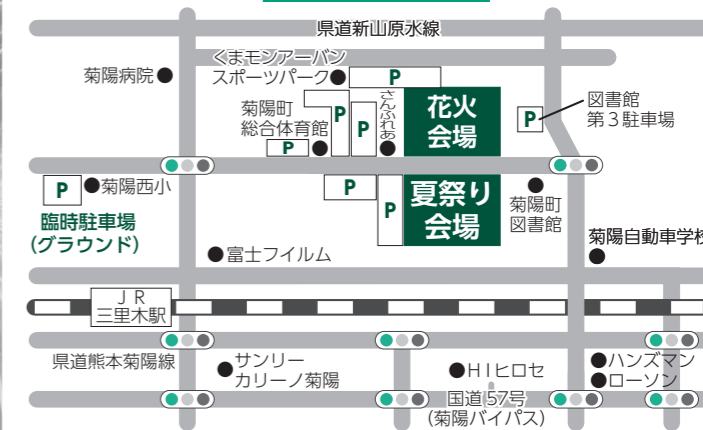 県道新山原水線
くまモンアーバン
スポーツパーク
P
菊陽病院
菊陽町
総合体育館
P
P
P
さんふれあ
花火
会場
P
図書館
第3駐車場
P
菊陽西小
臨時駐車場
(グラウンド)
P
P
夏祭り
会場
菊陽町
図書館
富士フイルム
菊陽自動車学校
JR
三里木駅
県道熊本菊陽線
サンリー
カリーノ菊陽
HIヒロセ
国道57号
(菊陽バイパス)
ハンズマン
ローソン